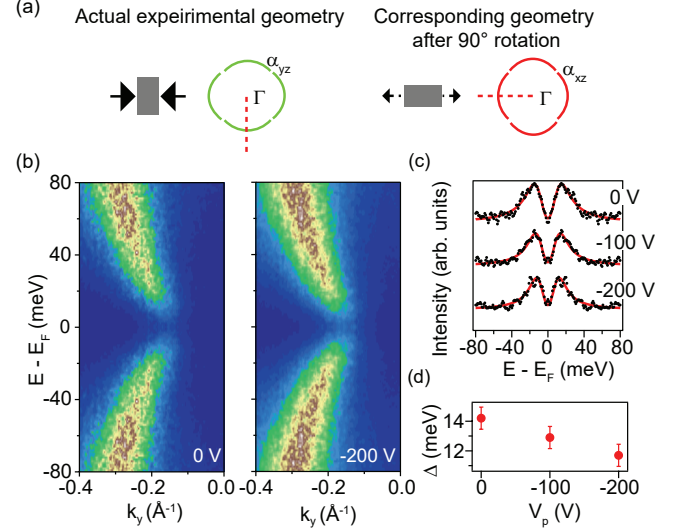 (a)
Actual experimental geometry
Corresponding geometry
after 90° rotation
α_yz
Γ
α_xz
Γ
(b)
80
40
0
-40
-80
E - E_F (meV)
0 V
-200 V
-0.4
-0.2
0.0
-0.4
-0.2
0.0
k_y (Å⁻¹)
k_y (Å⁻¹)
(c)
Intensity (arb. units)
0 V
-100 V
-200 V
-80
-40
0
40
80
E - E_F (meV)
(d)
Δ (meV)
14
12
0
-100
-200
V_p (V)